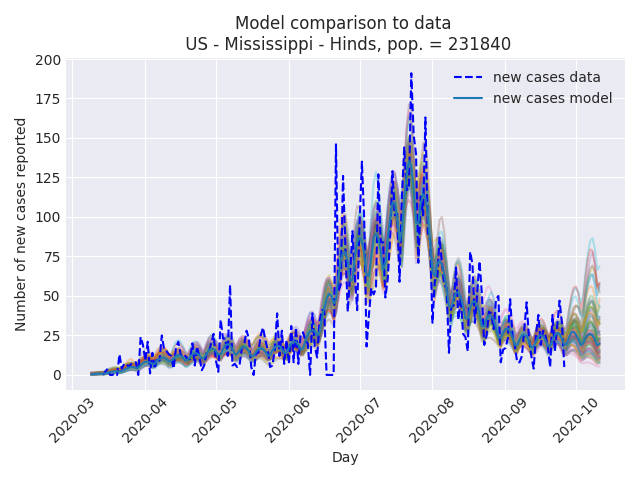 Model comparison to data
US - Mississippi - Hinds, pop. = 231840
new cases data
new cases model
Number of new cases reported
200
175
150
125
100
75
50
25
0
2020-03
2020-04
2020-05
2020-06
2020-07
2020-08
2020-09
2020-10
Day